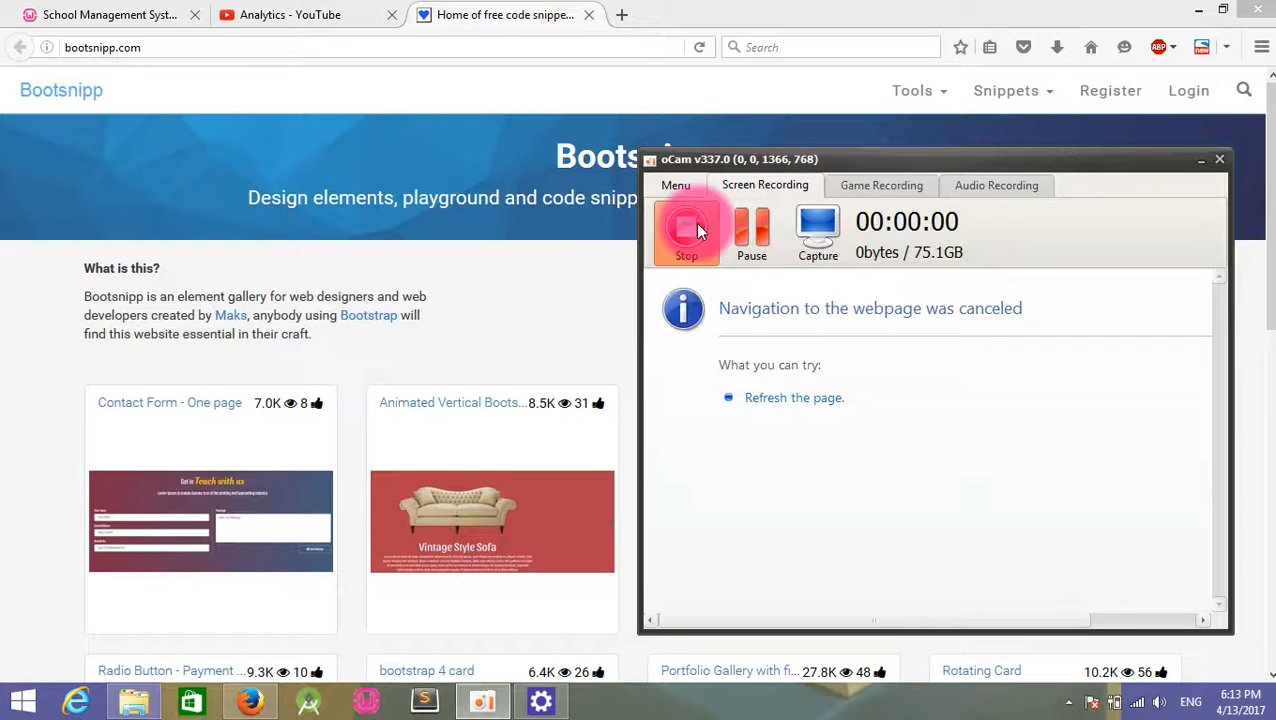 School Management Syst...
Analytics - YouTube
Home of free code snippe...
bootsnipp.com
Search
ABP
Bootsnipp
Tools
Snippets
Register
Login
Design elements, playground and code snipp
oCam v337.0 (0, 0, 1366, 768)
Menu
Screen Recording
Game Recording
Audio Recording
Stop
Pause
Capture
00:00:00
0bytes / 75.1GB
Navigation to the webpage was canceled
What you can try:
Refresh the page.
What is this?
Bootsnipp is an element gallery for web designers and web
developers created by Maks, anybody using Bootstrap will
find this website essential in their craft.
Contact Form - One page 7.0K 8
Animated Vertical Boots... 8.5K 31
Get in Touch with us
Vintage Style Sofa
Radio Button - Payment ... 9.3K 10
bootstrap 4 card 6.4K 26
Portfolio Gallery with fi... 27.8K 48
Rotating Card 10.2K 56
ENG
6:13 PM
4/13/2017